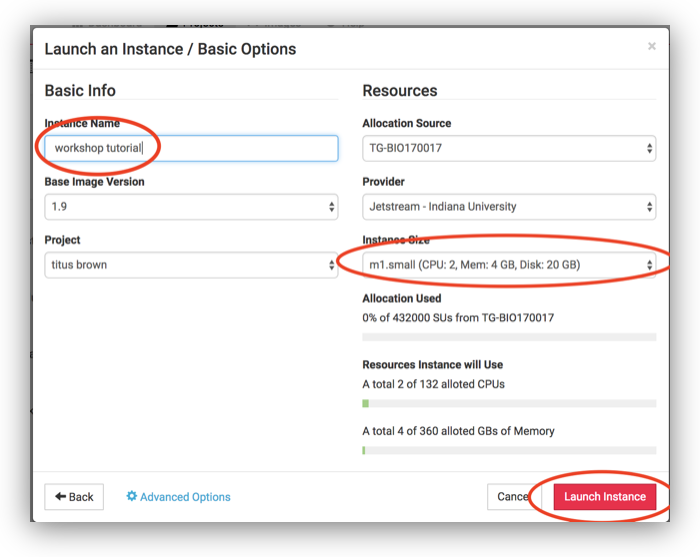 Launch an Instance / Basic Options
×
Basic Info
Instance Name
workshop tutorial
Base Image Version
1.9
Project
titus brown
Resources
Allocation Source
TG-BIO170017
Provider
Jetstream - Indiana University
Instance Size
m1.small (CPU: 2, Mem: 4 GB, Disk: 20 GB)
Allocation Used
0% of 432000 SUs from TG-BIO170017
Resources Instance will Use
A total 2 of 132 alloted CPUs
A total 4 of 360 alloted GBs of Memory
Back
Advanced Options
Cancel
Launch Instance